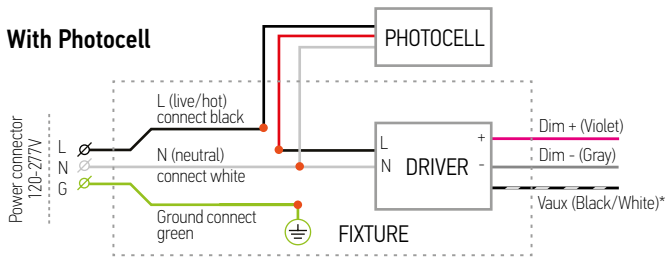 With Photocell
PHOTOCELL
Power connector
120-277V
L
N
G
L (live/hot)
connect black
N (neutral)
connect white
Ground connect
green
L
N
DRIVER
+
-
Dim + (Violet)
Dim - (Gray)
Vaux (Black/White)*
FIXTURE